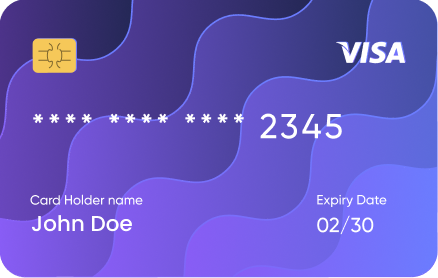 VISA
**** **** **** 2345
Card Holder name
Expiry Date
John Doe
02/30